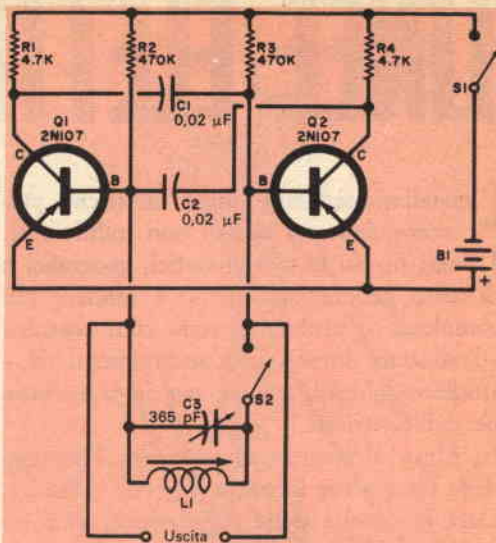 R1
4.7K
R2
470K
R3
470K
R4
4.7K
S1
C1
0,02 µF
Q1
2N107
Q2
2N107
C
B
E
C2
0,02 µF
B
C
E
B1
+
C3
365 pF
S2
L1
Uscita